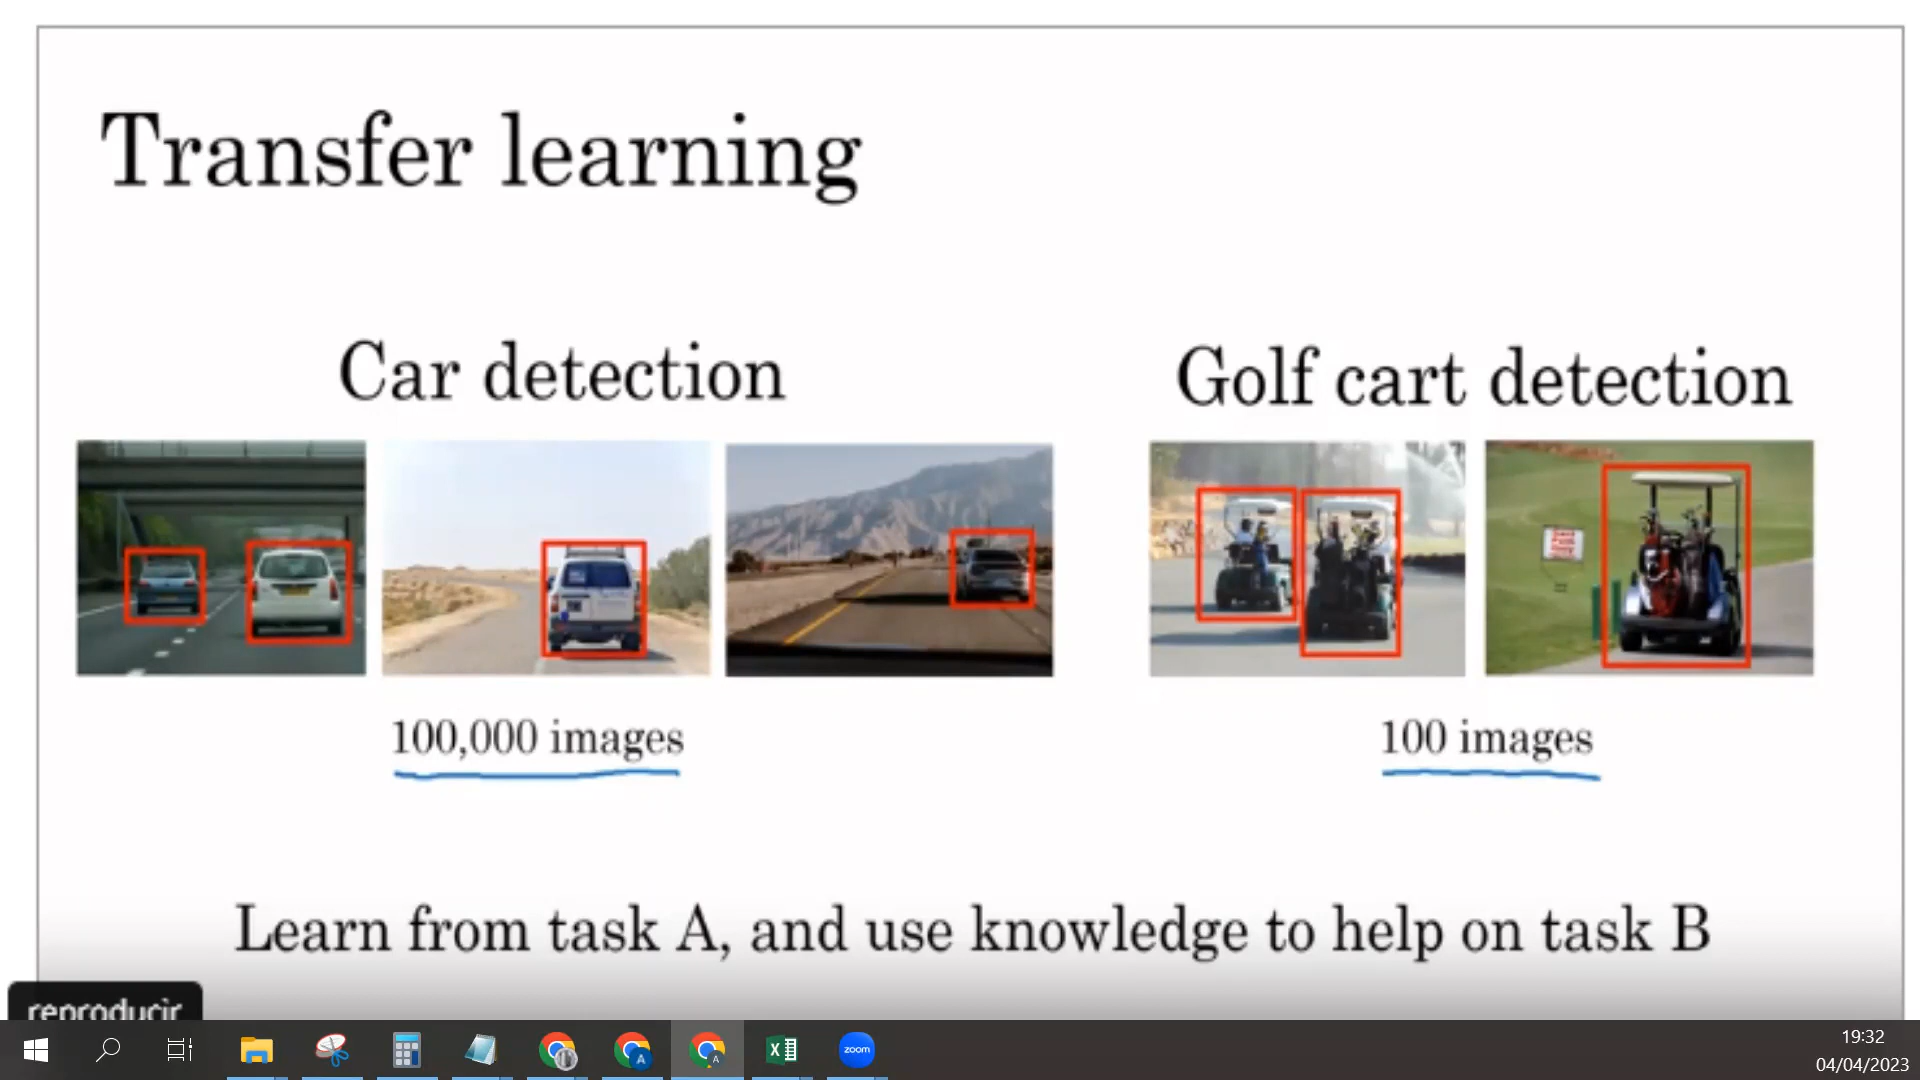 Transfer learning
Car detection
Golf cart detection
100,000 images
100 images
Learn from task A, and use knowledge to help on task B
reproducir
A
A
X
zoom
19:32
04/04/2023